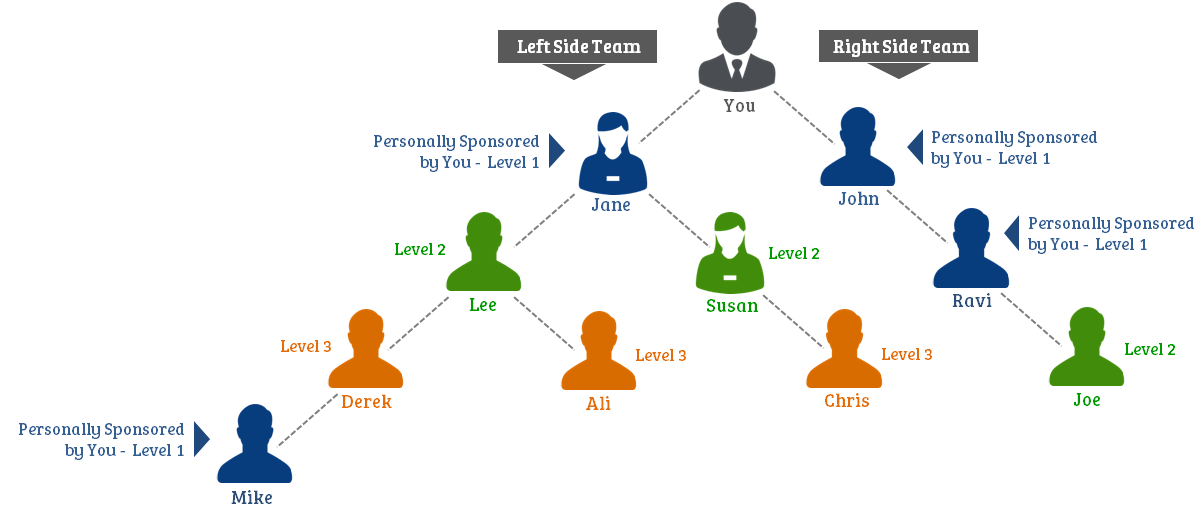 Left Side Team
Right Side Team
You
Personally Sponsored
by You - Level 1
Personally Sponsored
by You - Level 1
Jane
John
Personally Sponsored
by You - Level 1
Level 2
Level 2
Lee
Susan
Ravi
Level 3
Level 3
Level 3
Level 2
Derek
Ali
Chris
Joe
Personally Sponsored
by You - Level 1
Mike